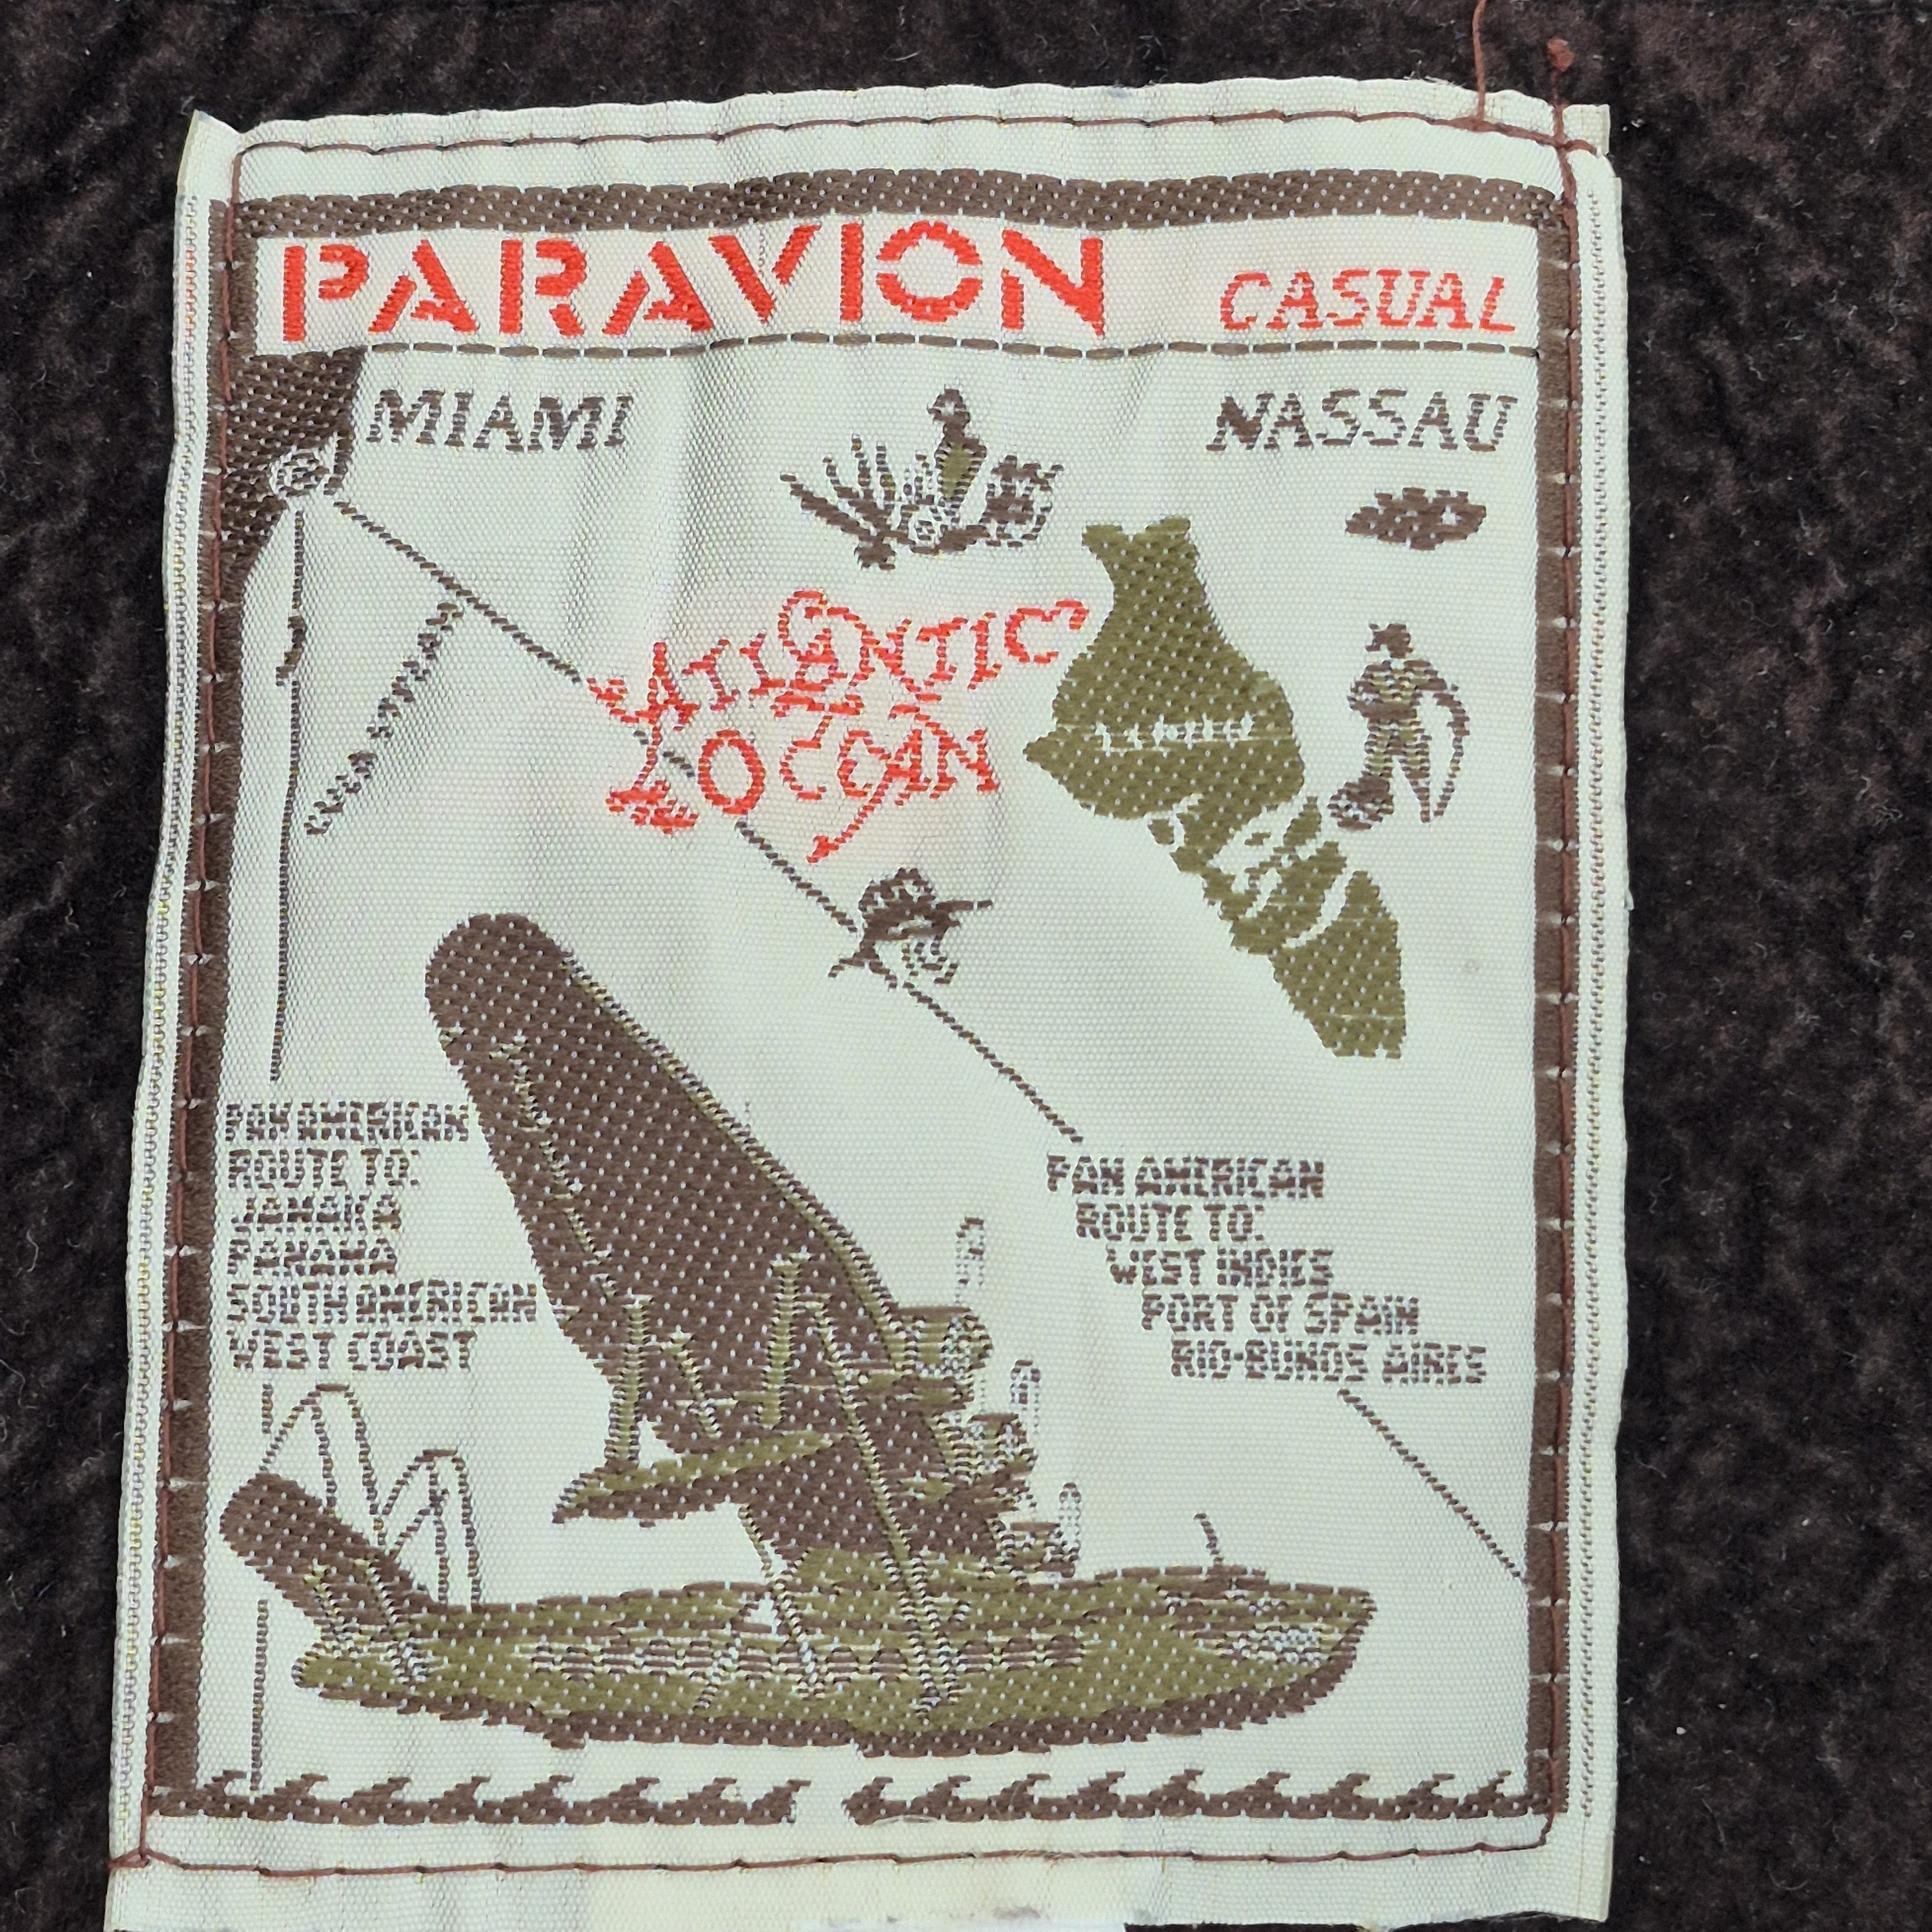 PARAVION CASUAL
MIAMI
NASSAU
ATLANTIC
OCEAN
PAN AMERICAN
ROUTE TO:
JAMAICA
PANAMA
SOUTH AMERICAN
WEST COAST
PAN AMERICAN
ROUTE TO:
WEST INDIES
PORT OF SPAIN
RIO-BUNOS AIRES